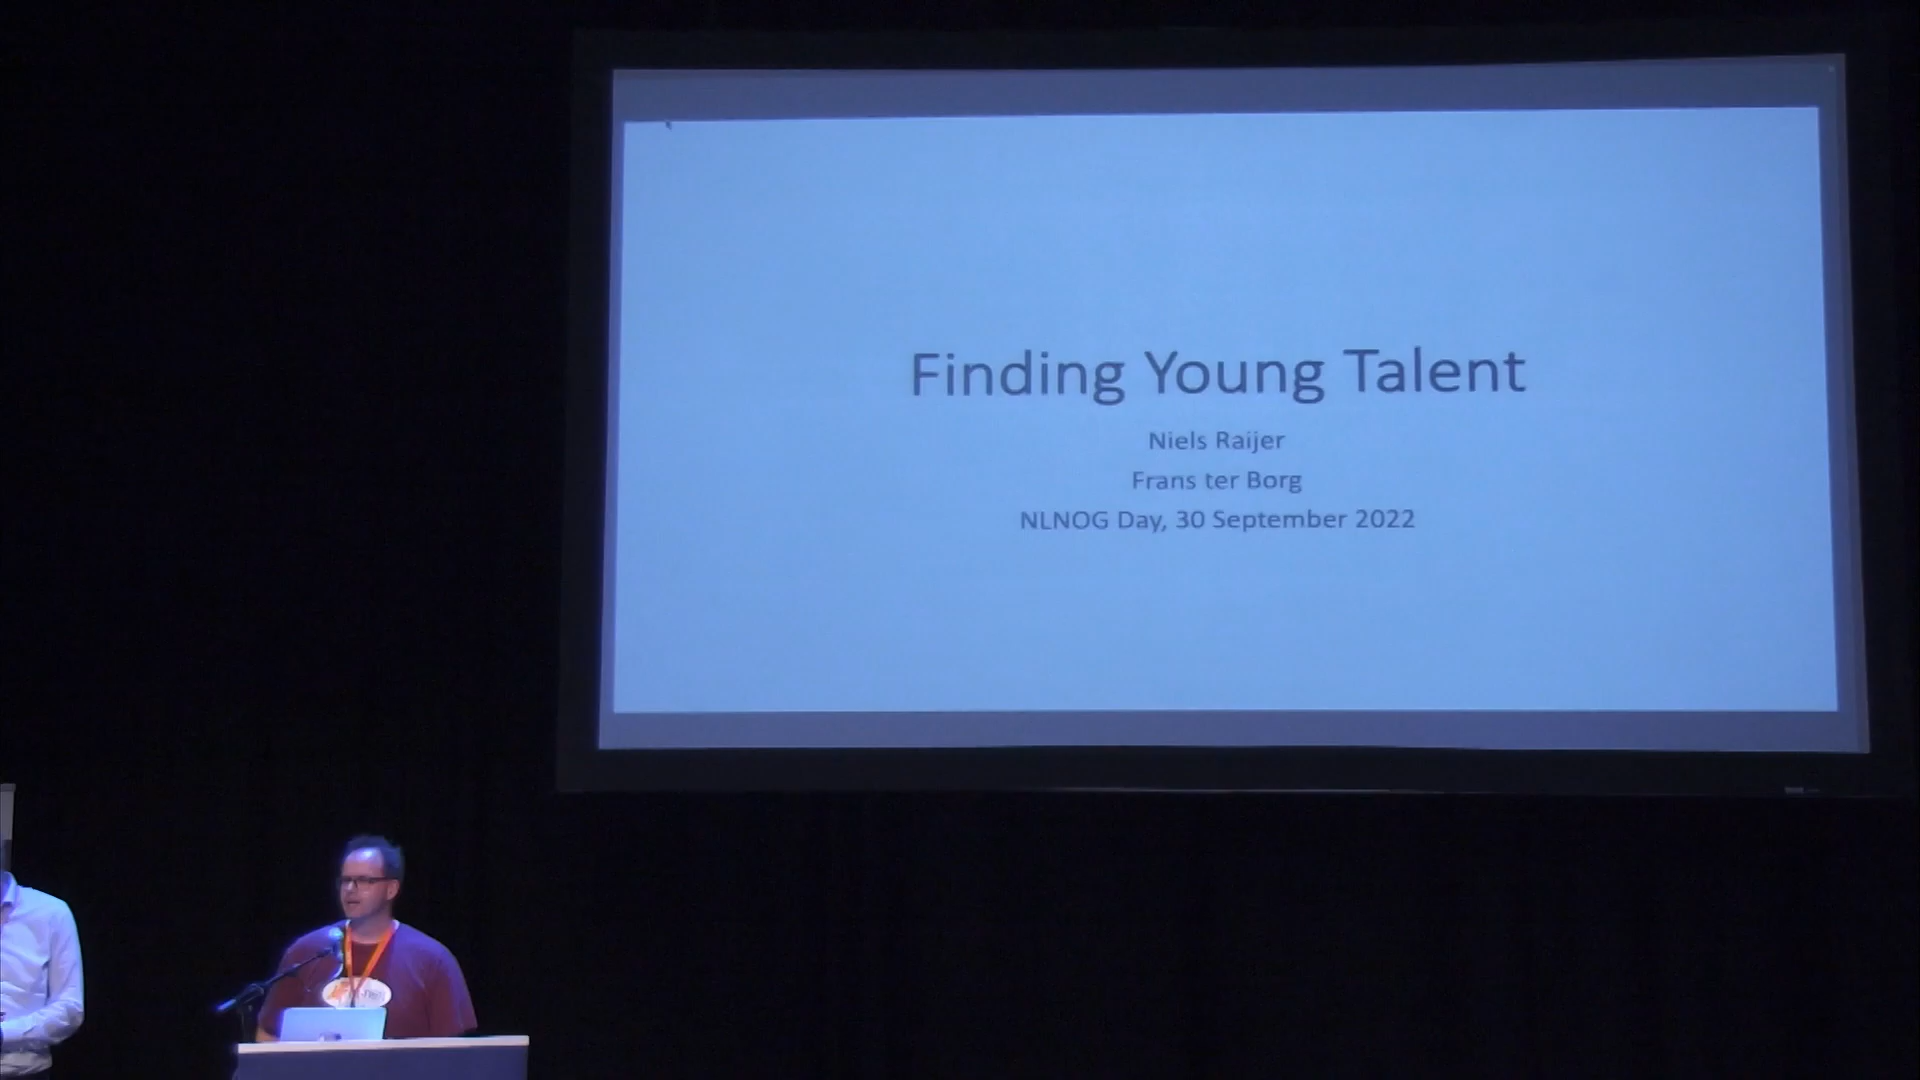 Finding Young Talent
Niels Raijer
Frans ter Borg
NLNOG Day, 30 September 2022